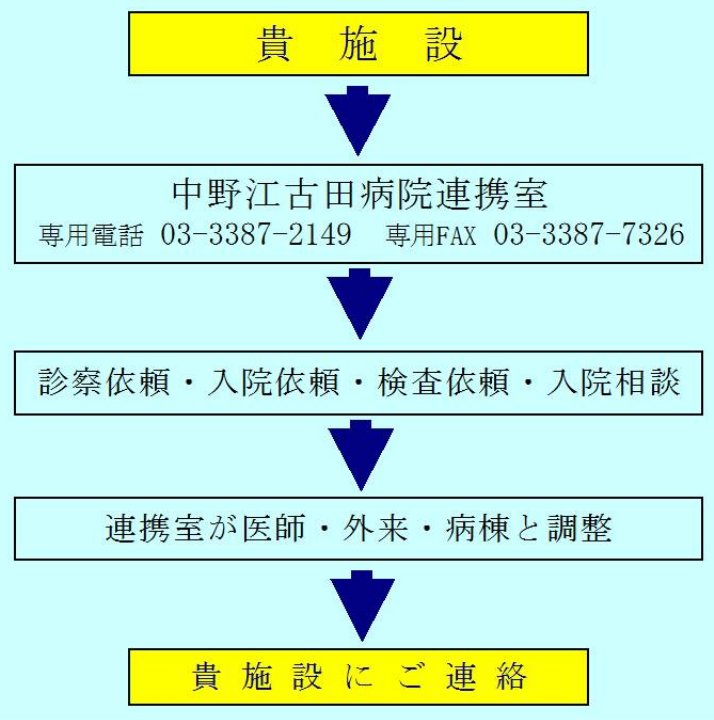 貴施設
中野江古田病院連携室
専用電話 03-3387-2149 専用FAX 03-3387-7326
診察依頼・入院依頼・検査依頼・入院相談
連携室が医師・外来・病棟と調整
貴施設にご連絡